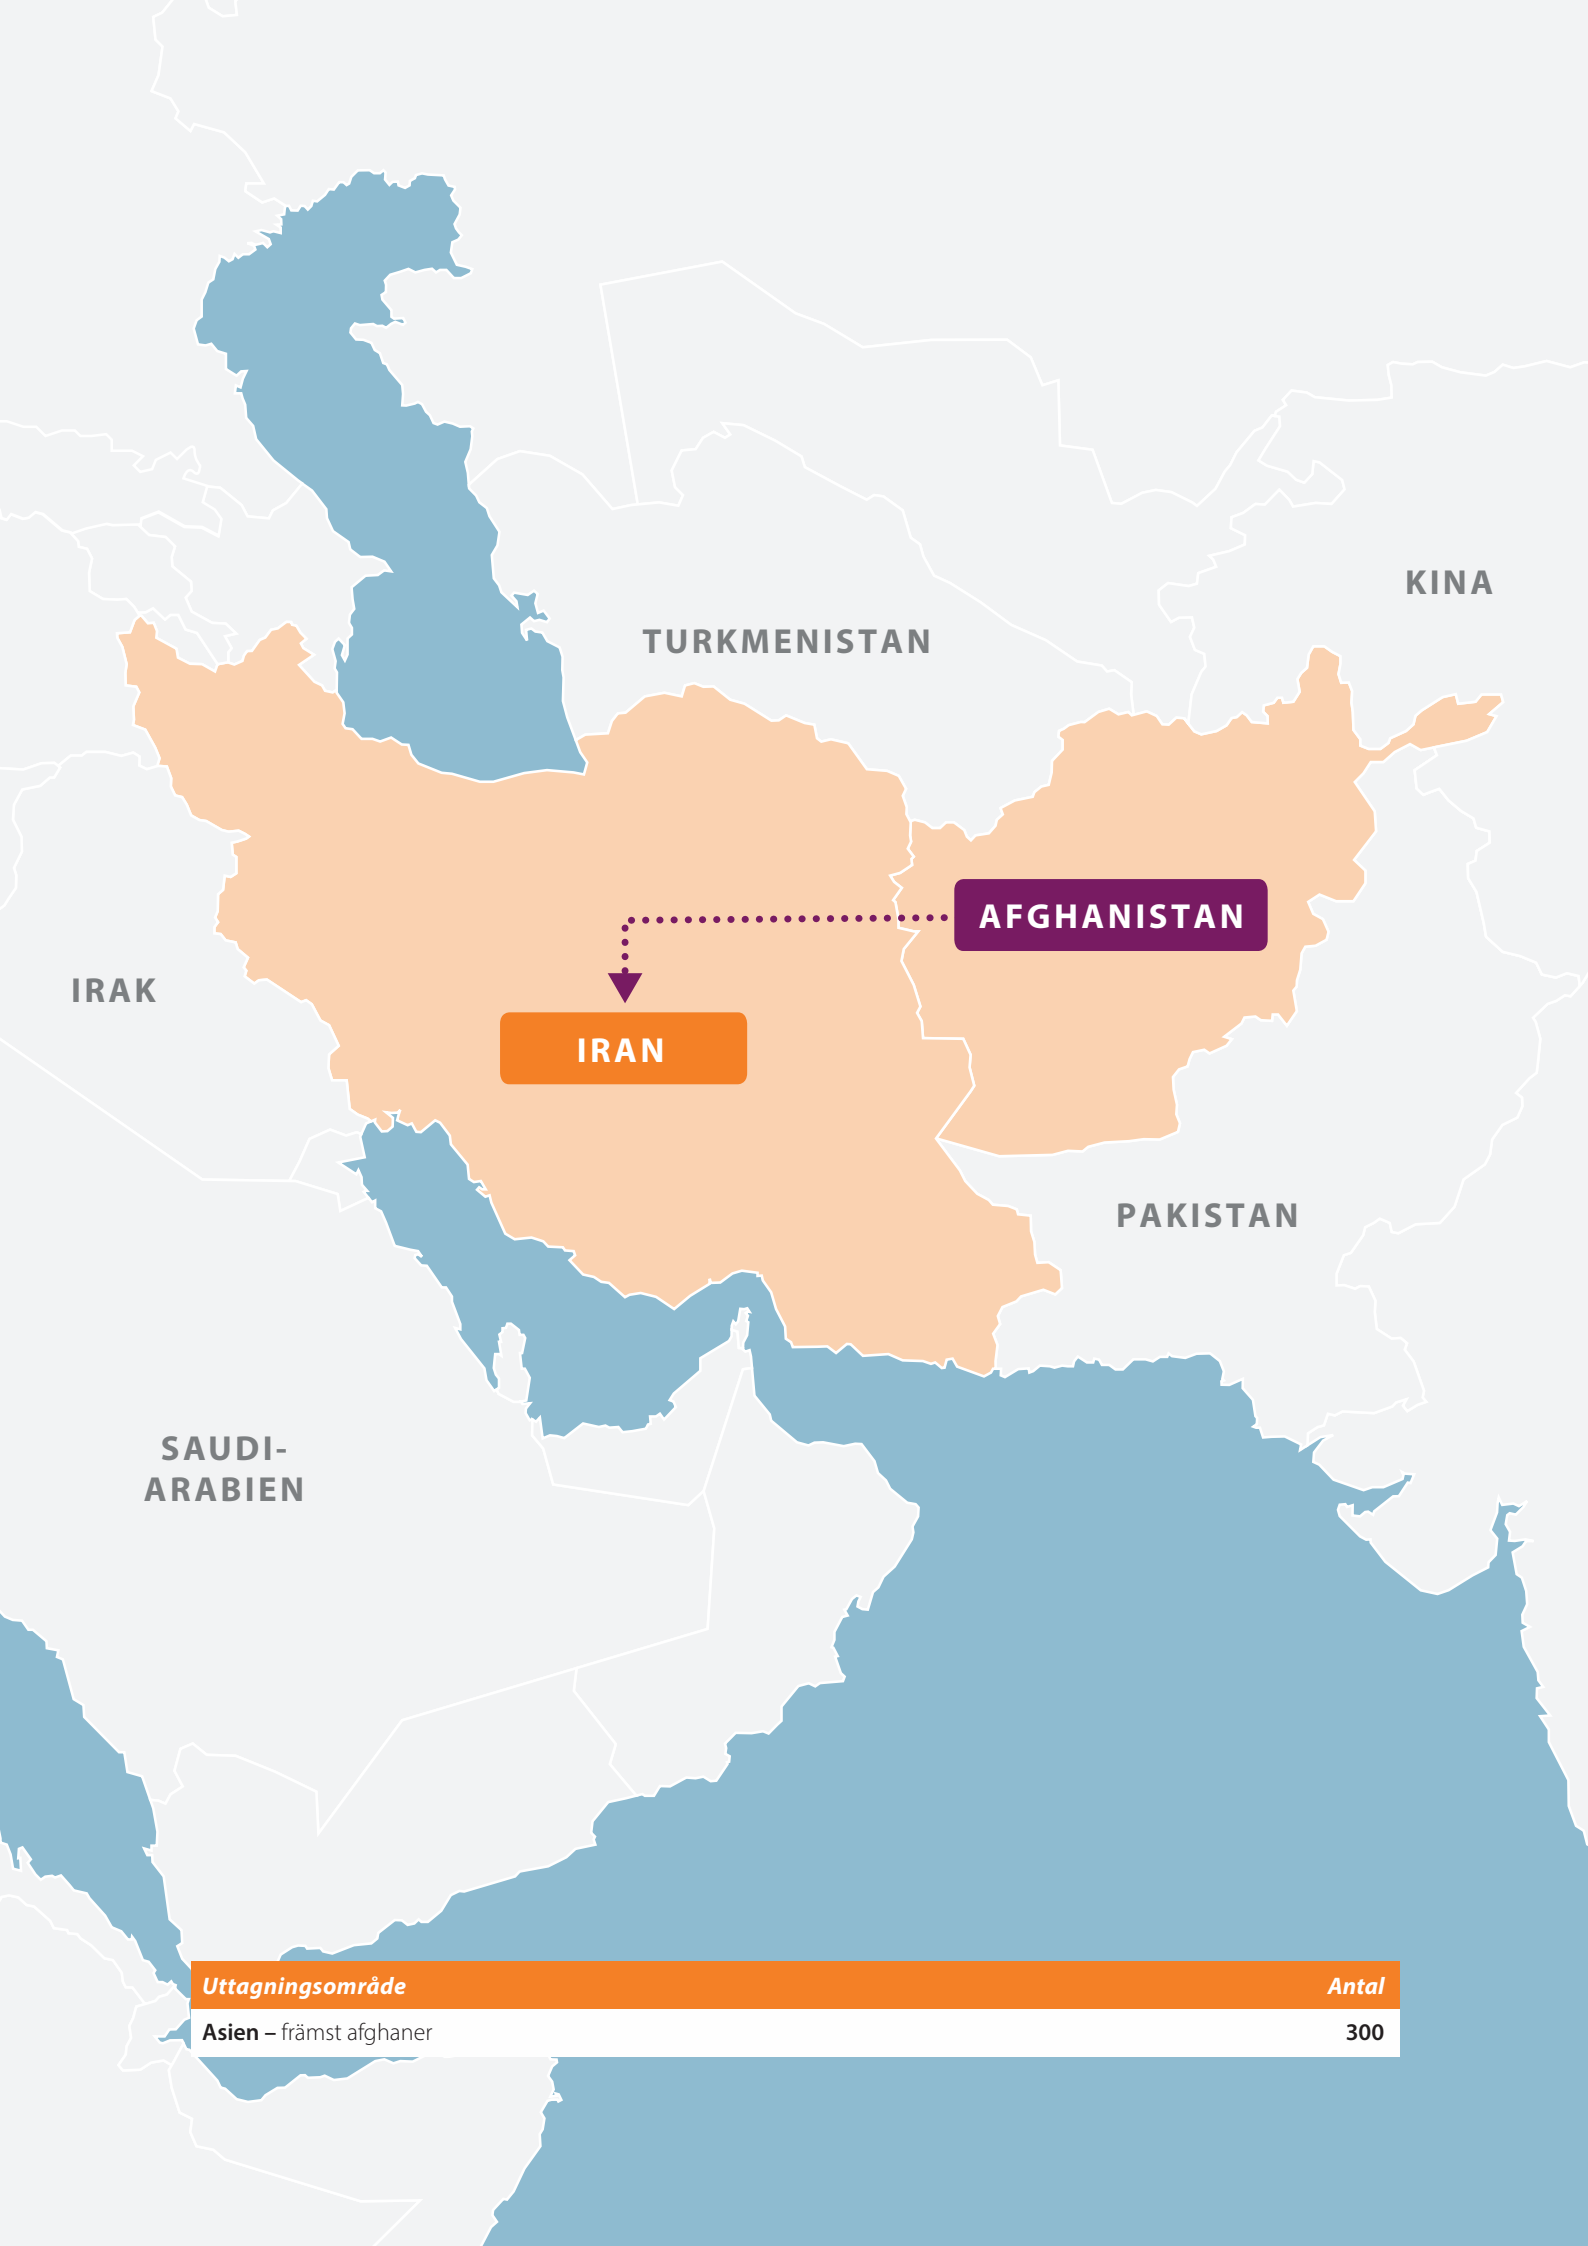 KINA
TURKMENISTAN
AFGHANISTAN
IRAK
IRAN
PAKISTAN
SAUDI-
ARABIEN
Uttagningsområde Antal
Asien – främst afghaner 300